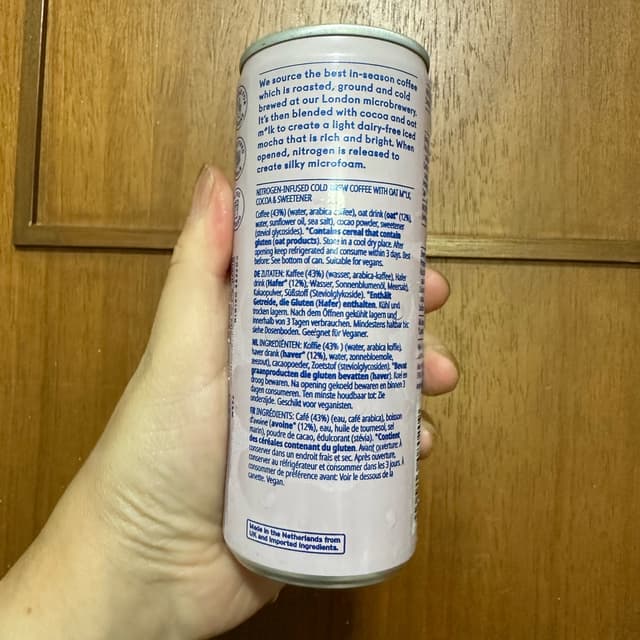 We source the best in-season coffee
which is roasted, ground and cold
brewed at our London microbrewery.
It's then blended with cocoa and oat
m*lk to create a light dairy-free iced
mocha that is rich and bright. When
opened, nitrogen is released to
create silky microfoam.
NITROGEN-INFUSED COLD BREW COFFEE WITH OAT M*LK,
COCOA & SWEETENER
Coffee (43%) (water, arabica coffee), oat drink (oat* (12%),
water, sunflower oil, sea salt), cocoa powder, sweetener
(steviol glycosides). *Contains cereal that contain
gluten (oat products). Store in a cool dry place. After
opening keep refrigerated and consume within 3 days. Best
before: See bottom of can. Suitable for vegans.
DE ZUTATEN: Kaffee (43%) (wasser, arabica-kaffee), Hafer
drink (Hafer* (12%), Wasser, Sonnenblumenöl, Meersalz),
Kakaopulver, Süßstoff (Steviolglykoside). *Enthält
Getreide, die Gluten (Hafer) enthalten. Kühl und
trocken lagern. Nach dem Öffnen gekühlt lagern und
innerhalb von 3 Tagen verbrauchen. Mindestens haltbar bis:
siehe Dosenboden. Geeignet für Veganer.
NL INGREDIËNTEN: Koffie (43%) (water, arabica koffie),
haver drank (haver* (12%), water, zonnebloemolie,
zeezout), cacaopoeder, Zoetstof (steviolglycosiden). *Bevat
graanproducten die gluten bevatten (haver). Koel en
droog bewaren. Na opening gekoeld bewaren en binnen 3
dagen consumeren. Ten minste houdbaar tot: Zie
onderzijde. Geschikt voor veganisten.
FR INGRÉDIENTS: Café (43%) (eau, café arabica), boisson
d'avoine (avoine* (12%), eau, huile de tournesol, sel
marin), poudre de cacao, édulcorant (stévia). *Contient
des céréales contenant du gluten. Avant ouverture: À
conserver dans un endroit frais et sec. Après ouverture,
conserver au réfrigérateur et consommer dans les 3 jours. À
consommer de préférence avant: Voir le dessous de la
canette. Vegan.
Made in the Netherlands from
UK and imported ingredients.